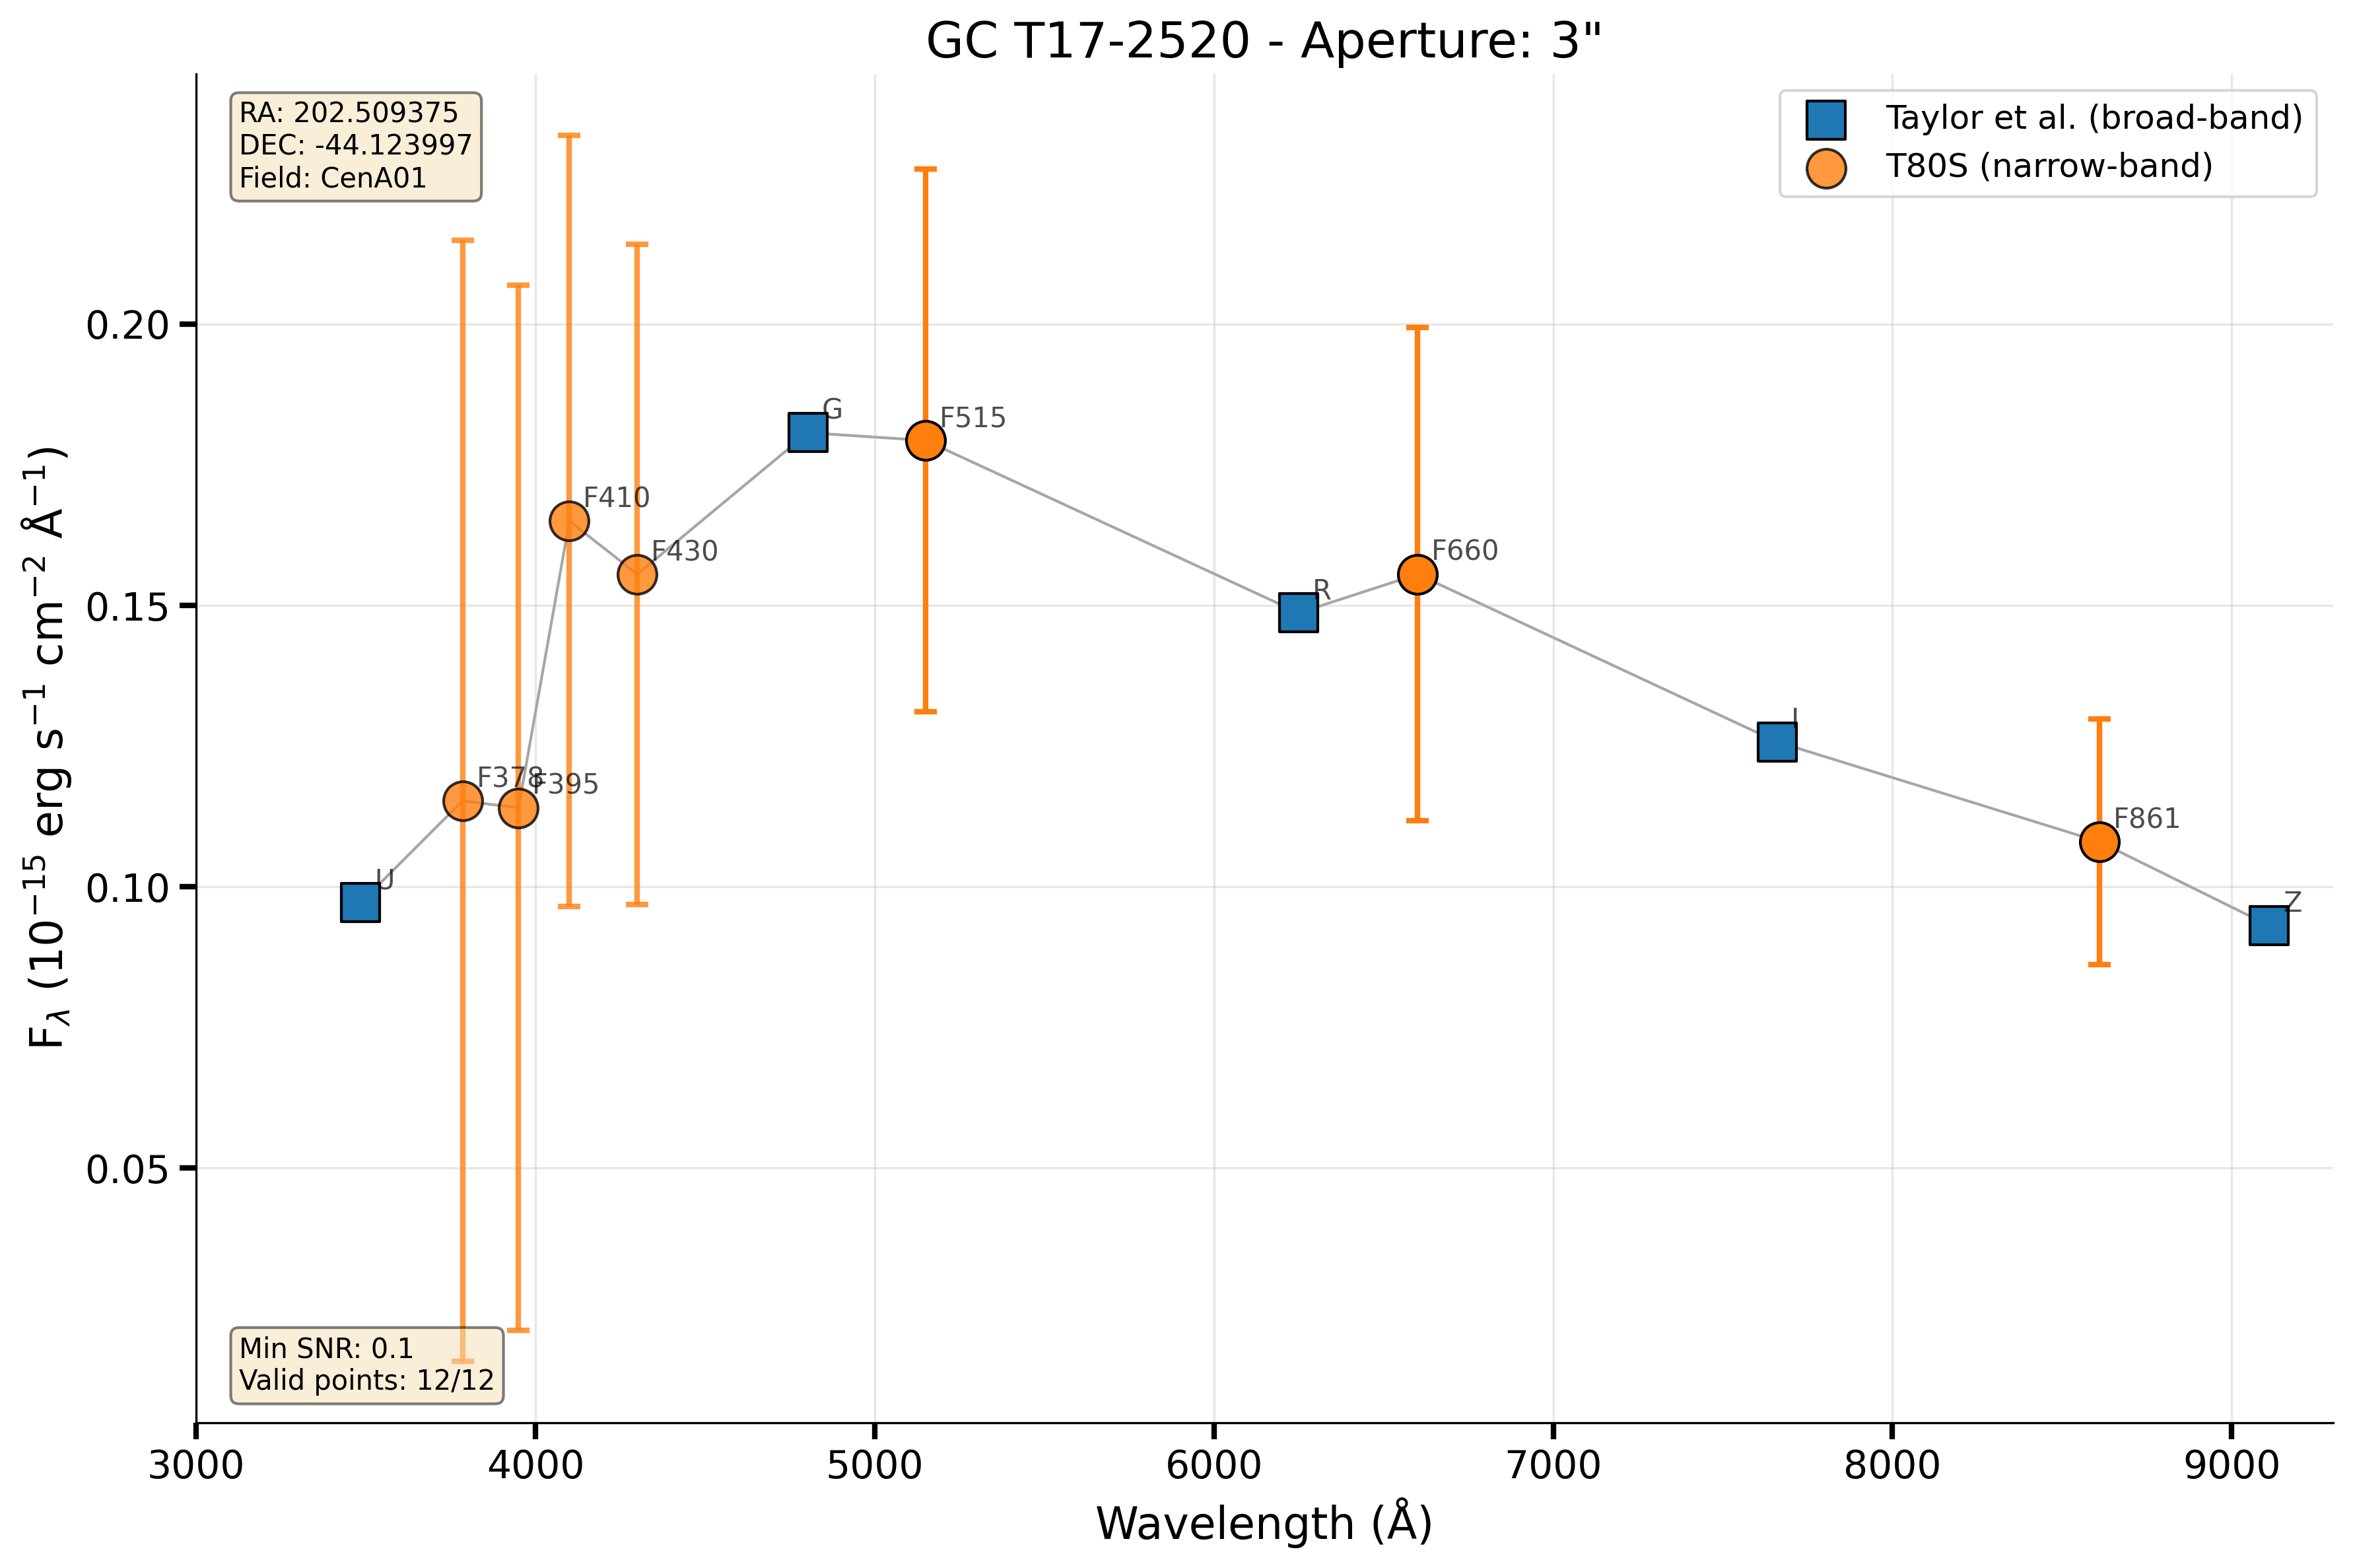 GC T17-2520 - Aperture: 3"
RA: 202.509375
DEC: -44.123997
Field: CenA01
Taylor et al. (broad-band)
T80S (narrow-band)
F$_{\lambda}$ (10$^{-15}$ erg s$^{-1}$ cm$^{-2}$ Å$^{-1}$)
0.20
0.15
0.10
0.05
U
F378
F395
F410
F430
G
F515
R
F660
I
F861
Z
Min SNR: 0.1
Valid points: 12/12
3000 4000 5000 6000 7000 8000 9000
Wavelength (Å)